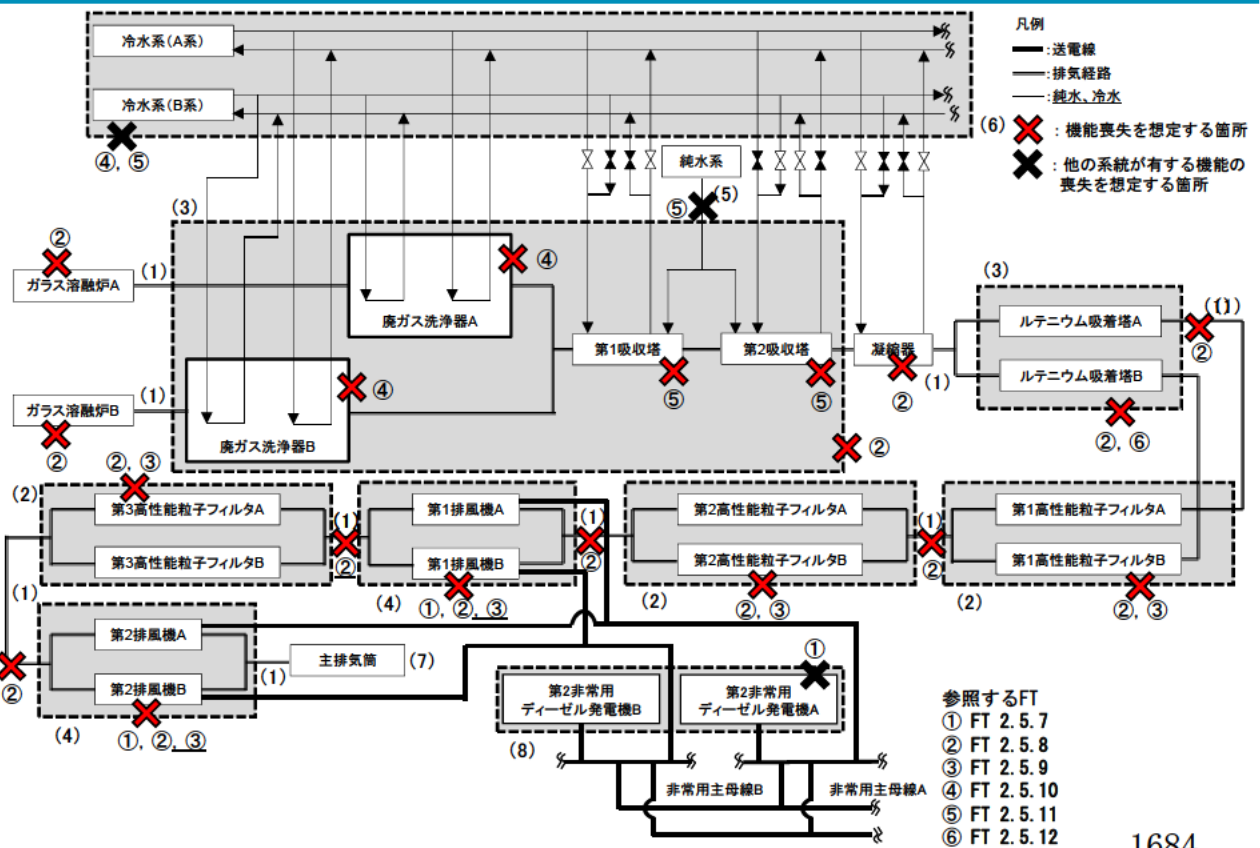 凡例
━:送電線
═:排気経路
─:純水、冷水
:機能喪失を想定する箇所
:他の系統が有する機能の
喪失を想定する箇所
冷水系(A系)
冷水系(B系)
④, ⑤
(6)
純水系
(5)
⑤
(3)
②
ガラス溶融炉A
(1)
④
廃ガス洗浄器A
第1吸収塔
⑤
第2吸収塔
⑤
凝縮器
(1)
②
(3)
ルテニウム吸着塔A
(1)
②
ルテニウム吸着塔B
②, ⑥
④
ガラス溶融炉B
(1)
②
廃ガス洗浄器B
②
②, ③
(2)
第3高性能粒子フィルタA
第3高性能粒子フィルタB
(1)
②
第1排風機A
第1排風機B
(4)
①, ②, ③
(1)
②
第2高性能粒子フィルタA
第2高性能粒子フィルタB
(2)
②, ③
(1)
②
第1高性能粒子フィルタA
第1高性能粒子フィルタB
(2)
②, ③
(1)
②
第2排風機A
第2排風機B
(4)
①, ②, ③
(1)
主排気筒
(7)
①
第2非常用
ディーゼル発電機B
第2非常用
ディーゼル発電機A
(8)
非常用主母線B
非常用主母線A
参照するFT
① FT 2.5.7
② FT 2.5.8
③ FT 2.5.9
④ FT 2.5.10
⑤ FT 2.5.11
⑥ FT 2.5.12
1684